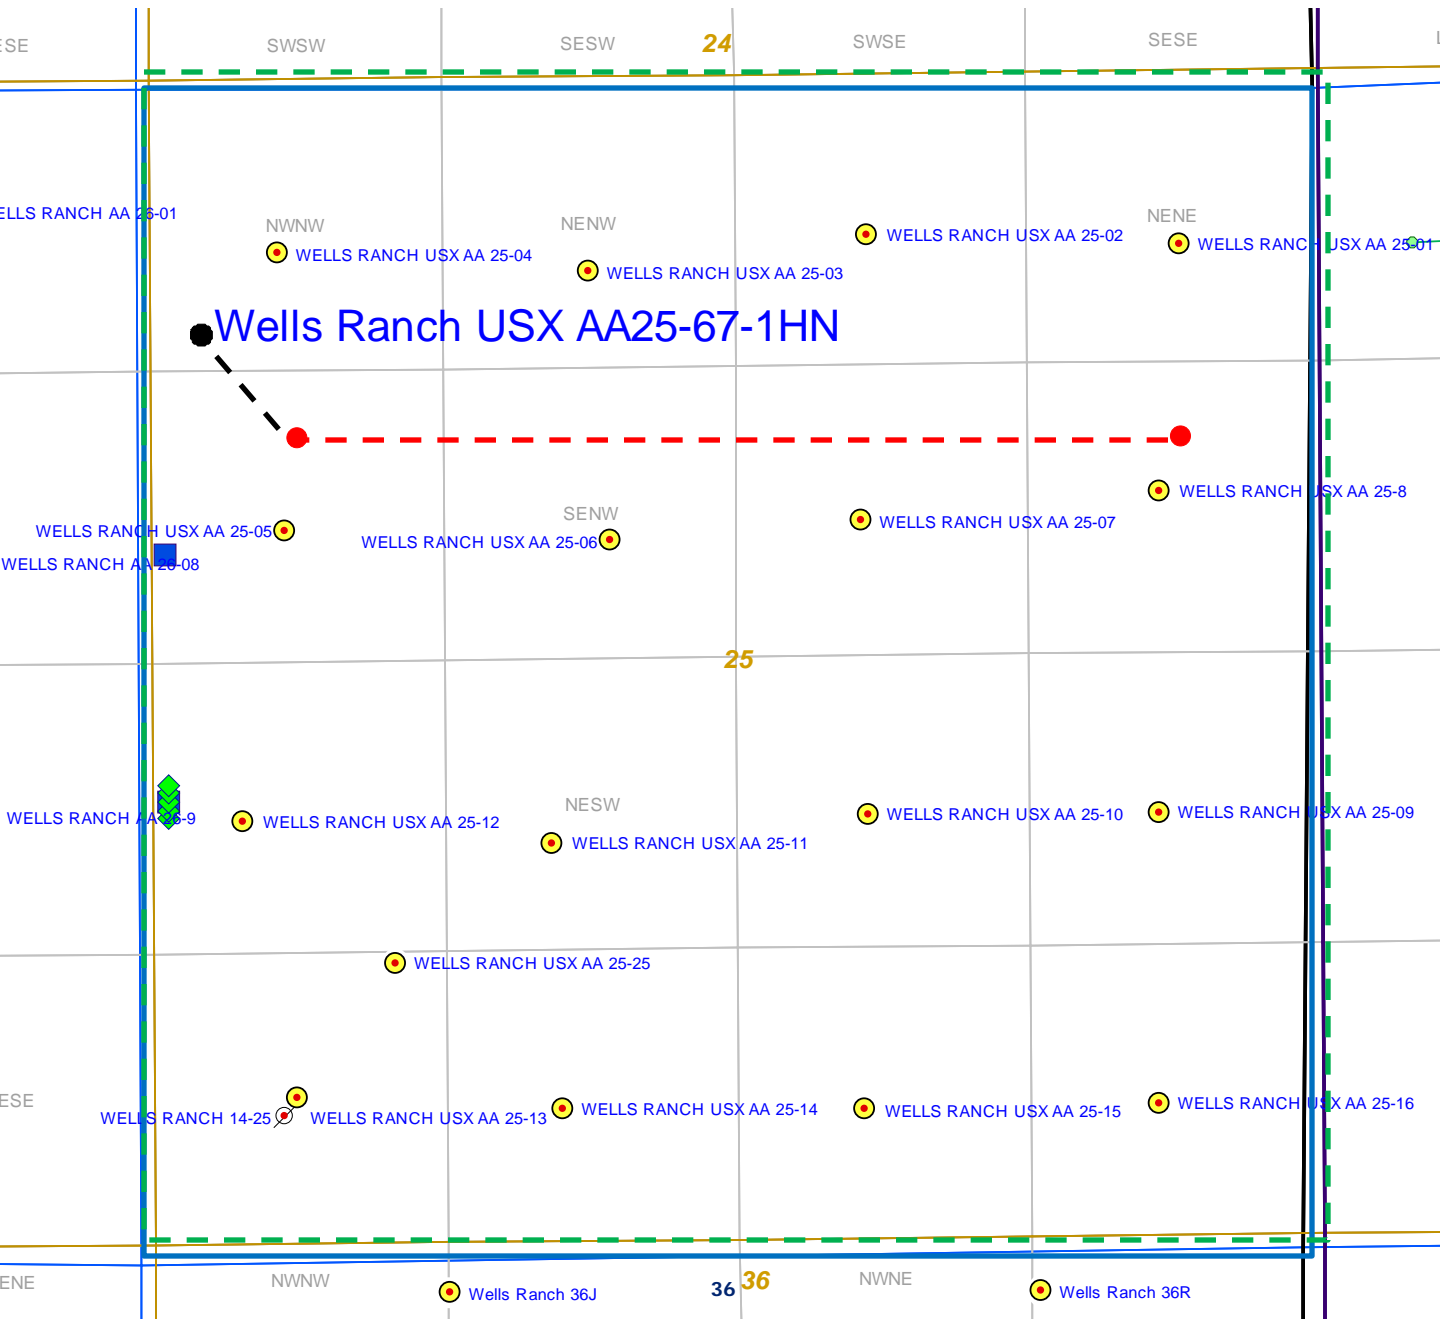 ESE
SWSW
SESW
24
SWSE
SESE
ELLS RANCH AA 26-01
NWNW
NENW
NENE
WELLS RANCH USX AA 25-04
WELLS RANCH USX AA 25-03
WELLS RANCH USX AA 25-02
WELLS RANCH USX AA 25-01
Wells Ranch USX AA25-67-1HN
WELLS RANCH USX AA 25-8
SENW
WELLS RANCH USX AA 25-05
WELLS RANCH USX AA 25-06
WELLS RANCH USX AA 25-07
WELLS RANCH AA 26-08
25
NESW
WELLS RANCH AA 26-9
WELLS RANCH USX AA 25-12
WELLS RANCH USX AA 25-11
WELLS RANCH USX AA 25-10
WELLS RANCH USX AA 25-09
WELLS RANCH USX AA 25-25
ESE
WELLS RANCH 14-25
WELLS RANCH USX AA 25-13
WELLS RANCH USX AA 25-14
WELLS RANCH USX AA 25-15
WELLS RANCH USX AA 25-16
ENE
NWNW
Wells Ranch 36J
36
36
NWNE
Wells Ranch 36R